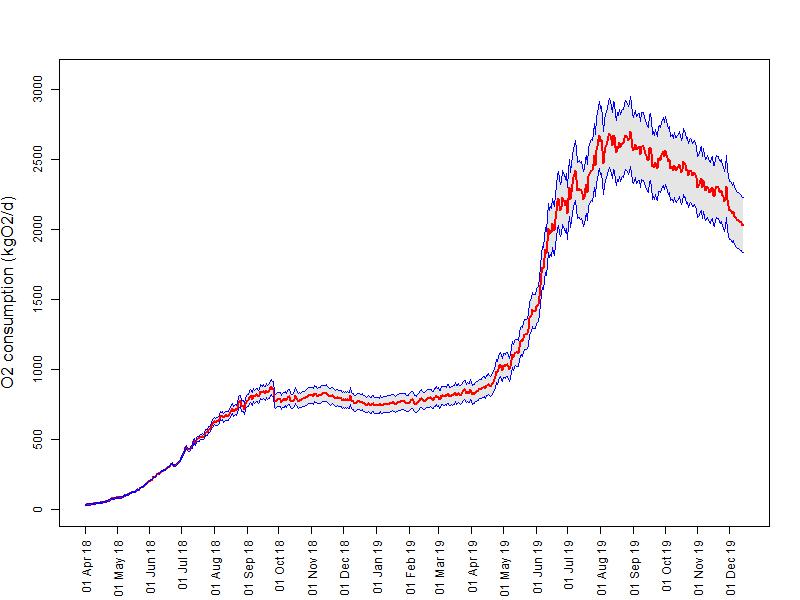 O2 consumption (kgO2/d)
3000
2500
2000
1500
1000
500
0
01 Apr 18
01 May 18
01 Jun 18
01 Jul 18
01 Aug 18
01 Sep 18
01 Oct 18
01 Nov 18
01 Dec 18
01 Jan 19
01 Feb 19
01 Mar 19
01 Apr 19
01 May 19
01 Jun 19
01 Jul 19
01 Aug 19
01 Sep 19
01 Oct 19
01 Nov 19
01 Dec 19